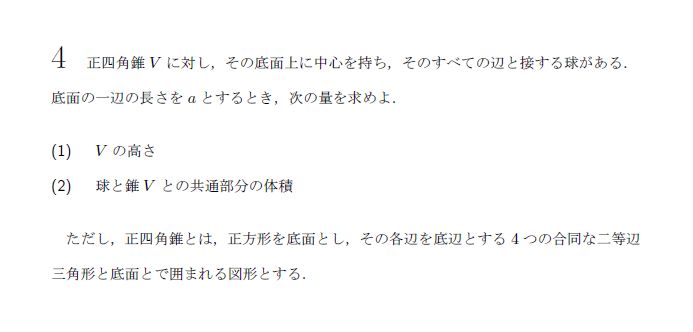 4 正四角錐 V に対し，その底面上に中心を持ち，そのすべての辺と接する球がある．
底面の一辺の長さを a とするとき，次の量を求めよ．
(1) V の高さ
(2) 球と錐 V との共通部分の体積
ただし，正四角錐とは，正方形を底面とし，その各辺を底辺とする 4 つの合同な二等辺
三角形と底面とで囲まれる図形とする．